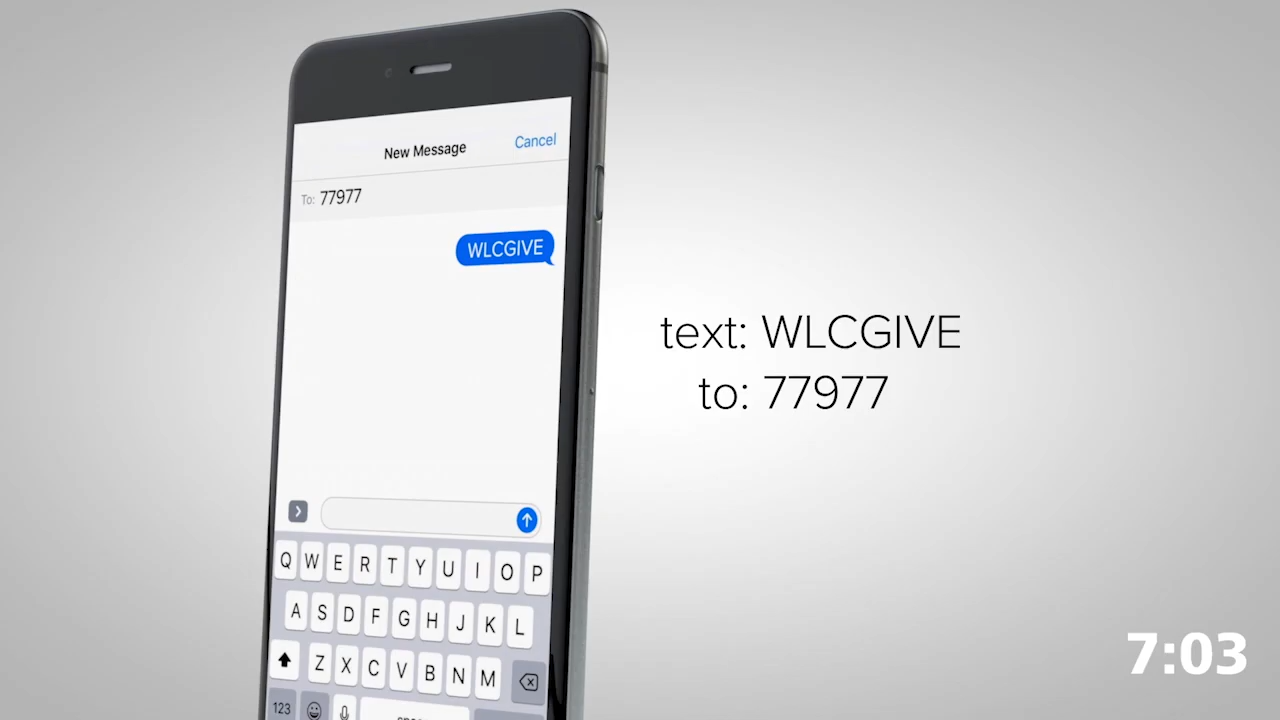 New Message
Cancel
To: 77977
WLCGIVE
text: WLCGIVE
to: 77977
Q W E R T Y U I O P
A S D F G H J K L
Z X C V B N M
123
7:03